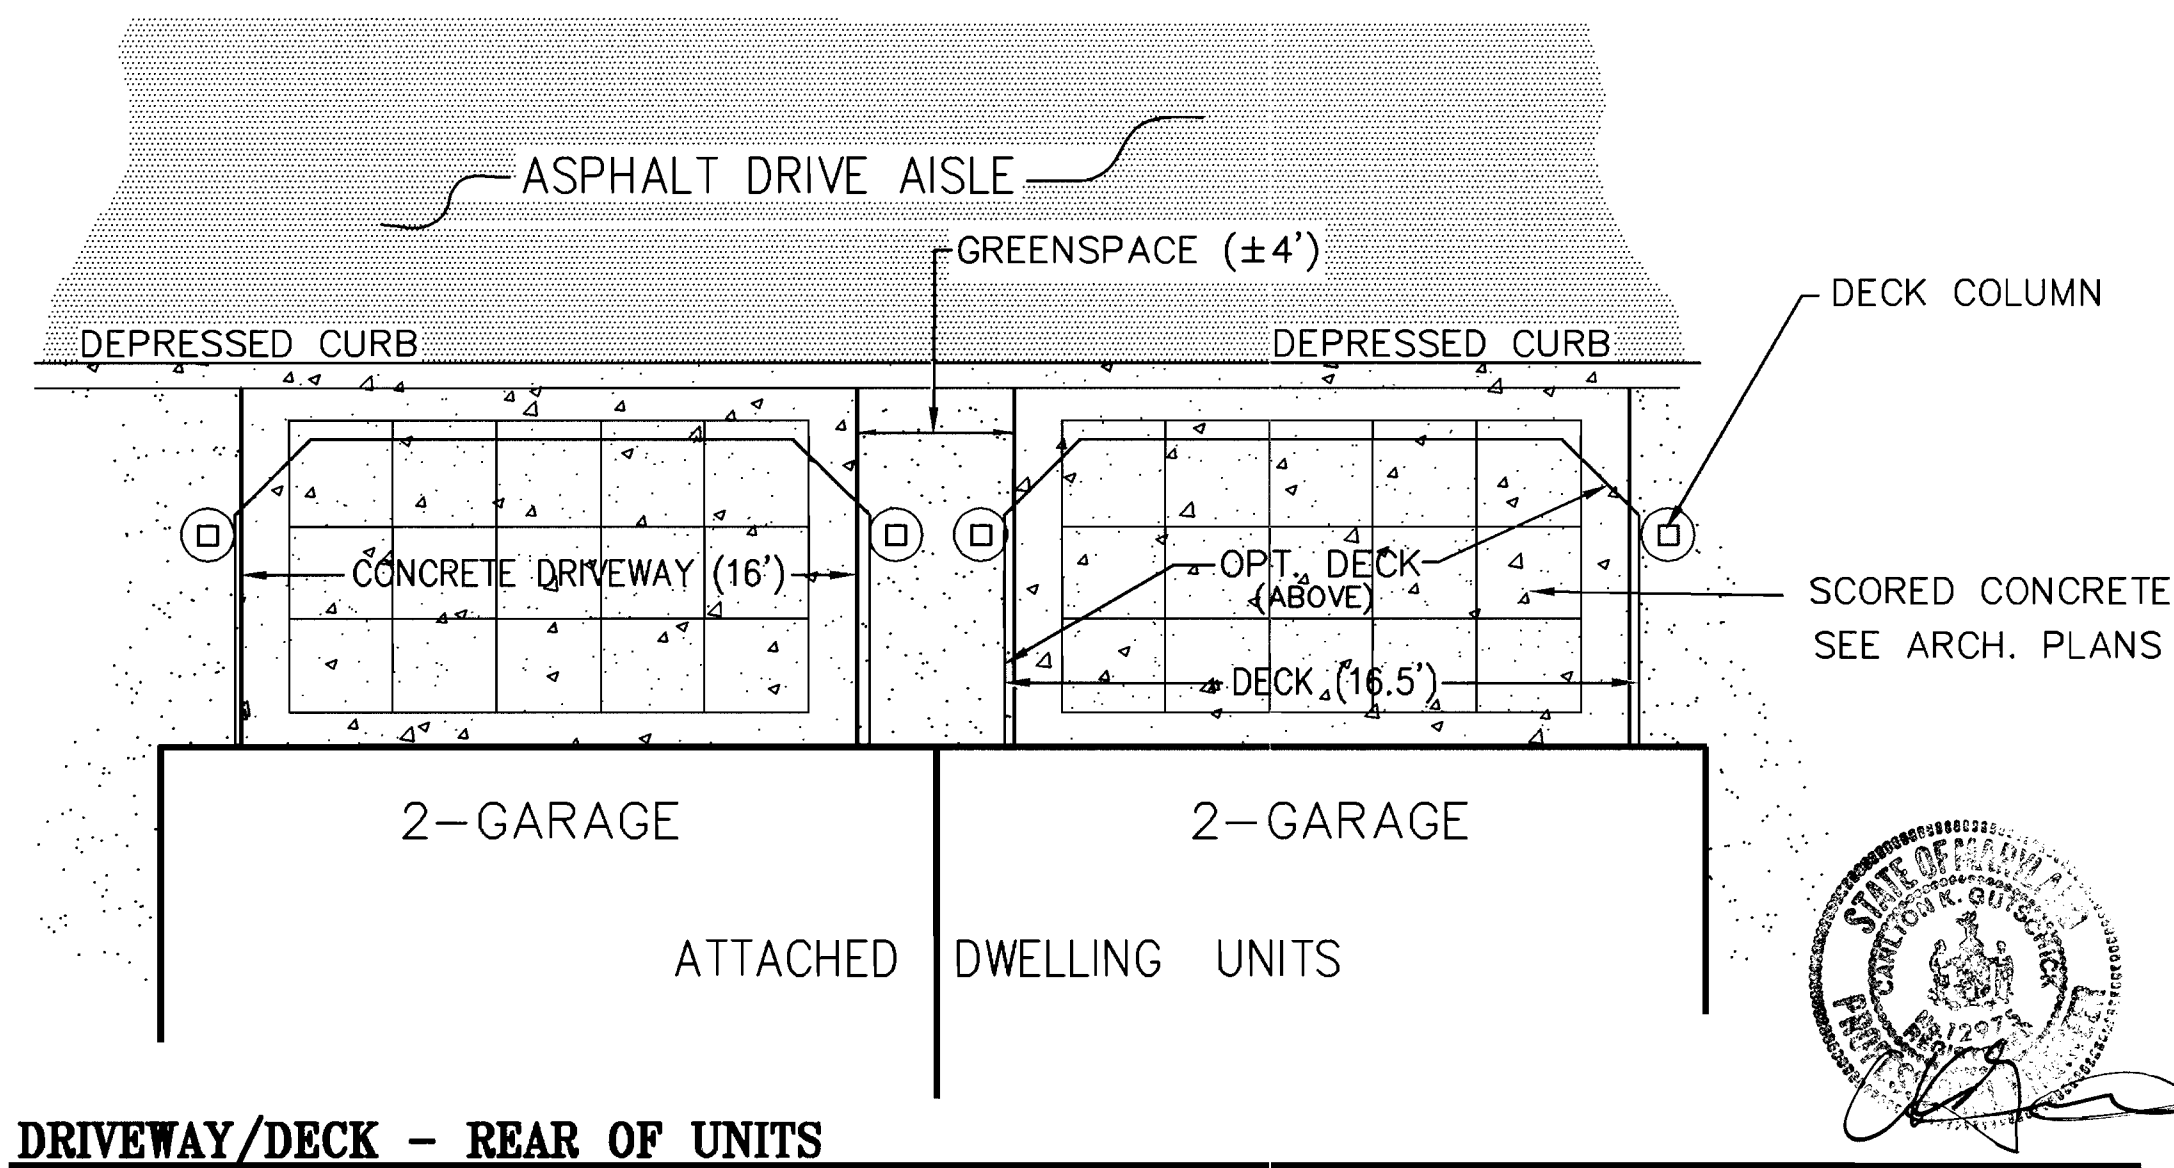 ASPHALT DRIVE AISLE
GREENSPACE (±4')
DECK COLUMN
DEPRESSED CURB
DEPRESSED CURB
CONCRETE DRIVEWAY (16')
OPT. DECK
(ABOVE)
SCORED CONCRETE
SEE ARCH. PLANS
DECK (16.5')
2-GARAGE
2-GARAGE
ATTACHED DWELLING UNITS
STATE OF MARYLAND
CARLTON K. GUTSCHICK
DRIVEWAY/DECK - REAR OF UNITS